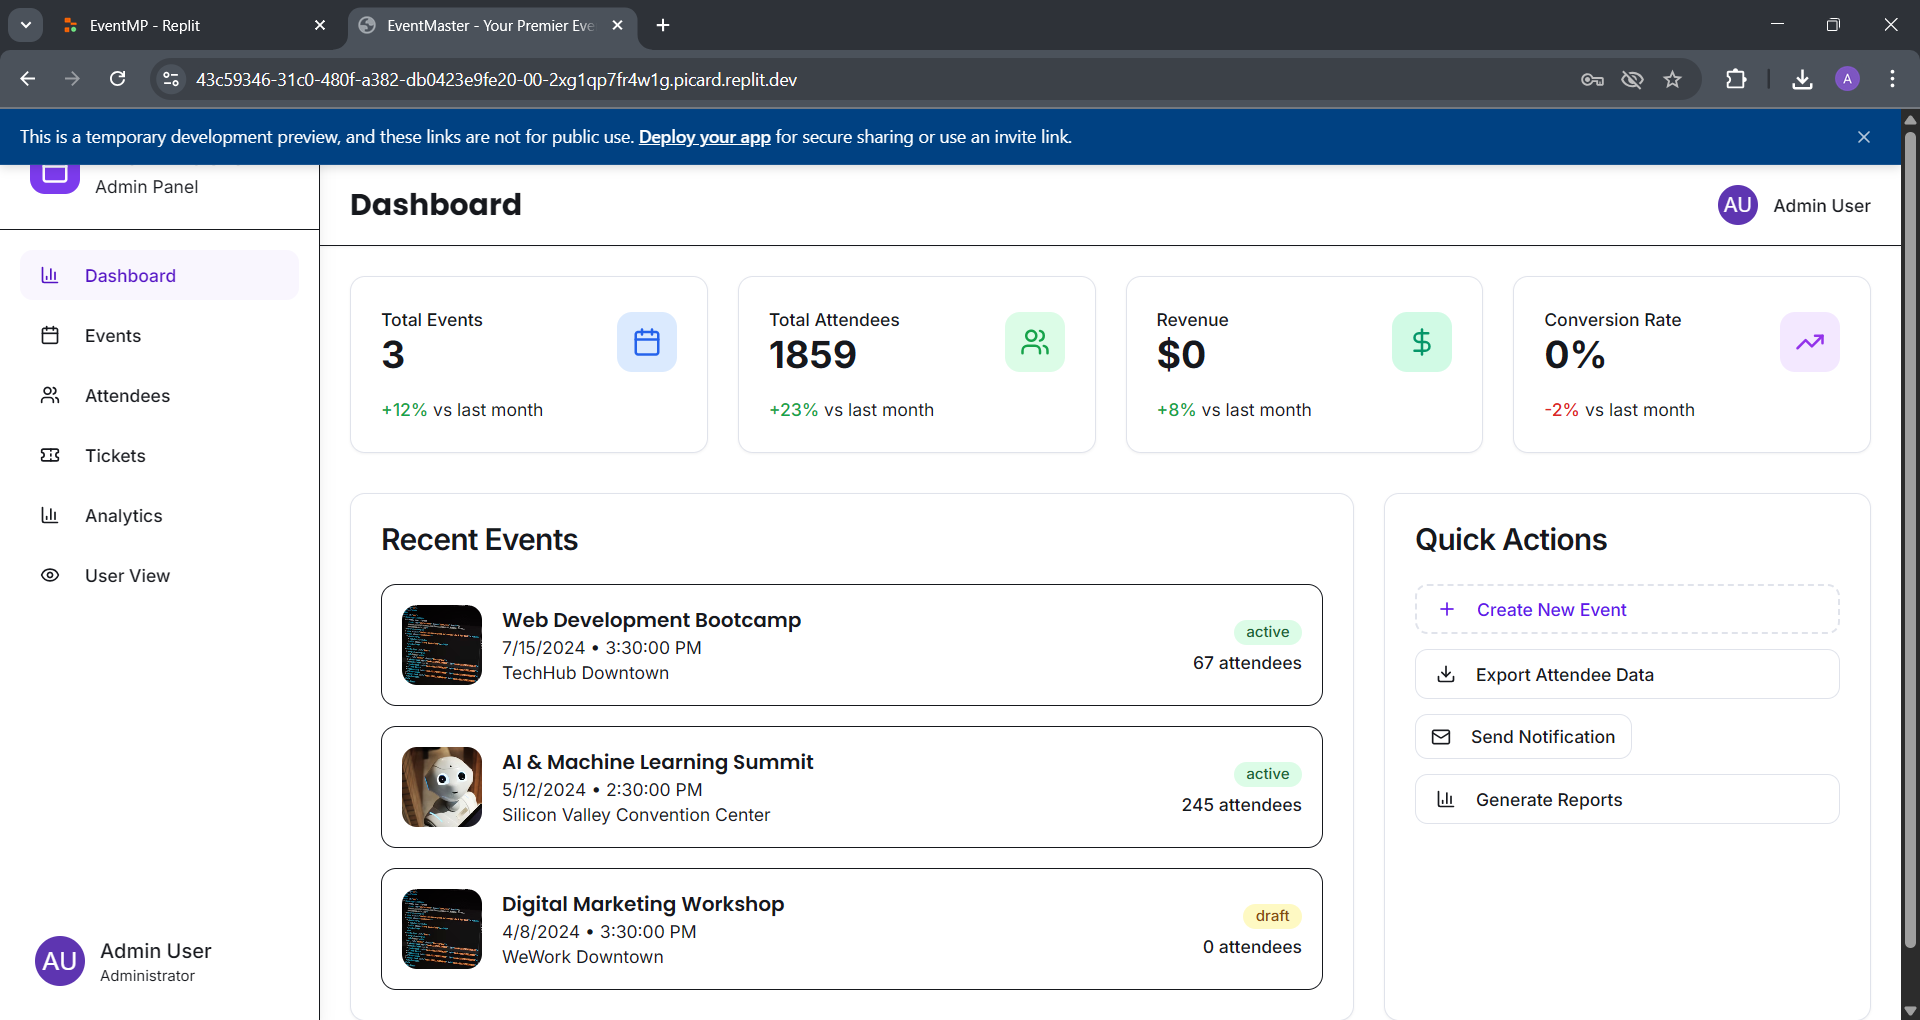 EventMP - Replit
EventMaster - Your Premier Eve
43c59346-31c0-480f-a382-db0423e9fe20-00-2xg1qp7fr4w1g.picard.replit.dev
A
This is a temporary development preview, and these links are not for public use. Deploy your app for secure sharing or use an invite link.
Admin Panel
Dashboard
Events
Attendees
Tickets
Analytics
User View
AU
Admin User
Administrator
Dashboard
AU
Admin User
Total Events
3
+12% vs last month
Total Attendees
1859
+23% vs last month
Revenue
$0
+8% vs last month
Conversion Rate
0%
-2% vs last month
Recent Events
Web Development Bootcamp
7/15/2024 • 3:30:00 PM
TechHub Downtown
active
67 attendees
AI & Machine Learning Summit
5/12/2024 • 2:30:00 PM
Silicon Valley Convention Center
active
245 attendees
Digital Marketing Workshop
4/8/2024 • 3:30:00 PM
WeWork Downtown
draft
0 attendees
Quick Actions
Create New Event
Export Attendee Data
Send Notification
Generate Reports